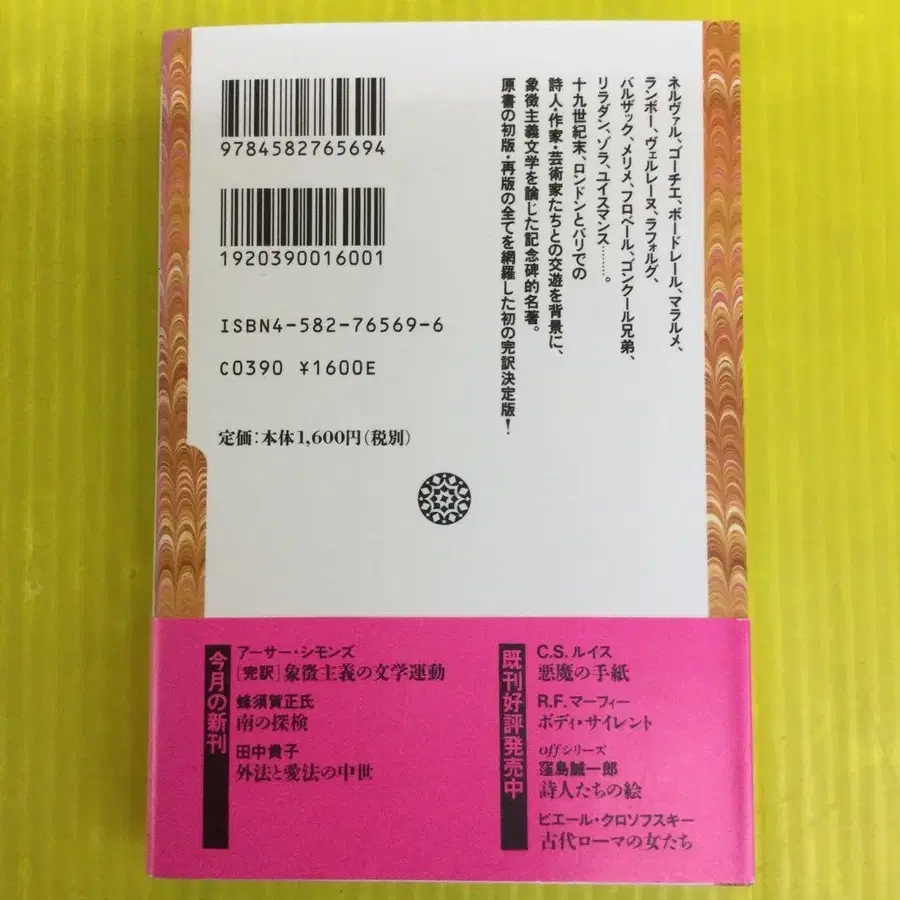 ネルヴァル、ゴーチエ、ボードレール、マラルメ、
ランボー、ヴェルレーヌ、ラフォルグ、
バルザック、メリメ、フロベール、ゴンクール兄弟、
リラダン、ゾラ、ユイスマンス……。
十九世紀末、ロンドンとパリでの
詩人・作家・芸術家たちとの交遊を背景に、
象徴主義文学を論じた記念碑的名著。
原書の初版・再版の全てを網羅した初の完訳決定版!
9784582765694
1920390016001
ISBN4-582-76569-6
C0390 ¥1600E
定価:本体1,600円(税別)
今月の新刊
アーサー・シモンズ
[完訳]象徴主義の文学運動
蜂須賀正氏
南の探検
田中貴子
外法と愛法の中世
既刊好評発売中
C.S.ルイス
悪魔の手紙
R.F.マーフィー
ボディ・サイレント
offシリーズ
窪島誠一郎
詩人たちの絵
ピエール・クロソフスキー
古代ローマの女たち